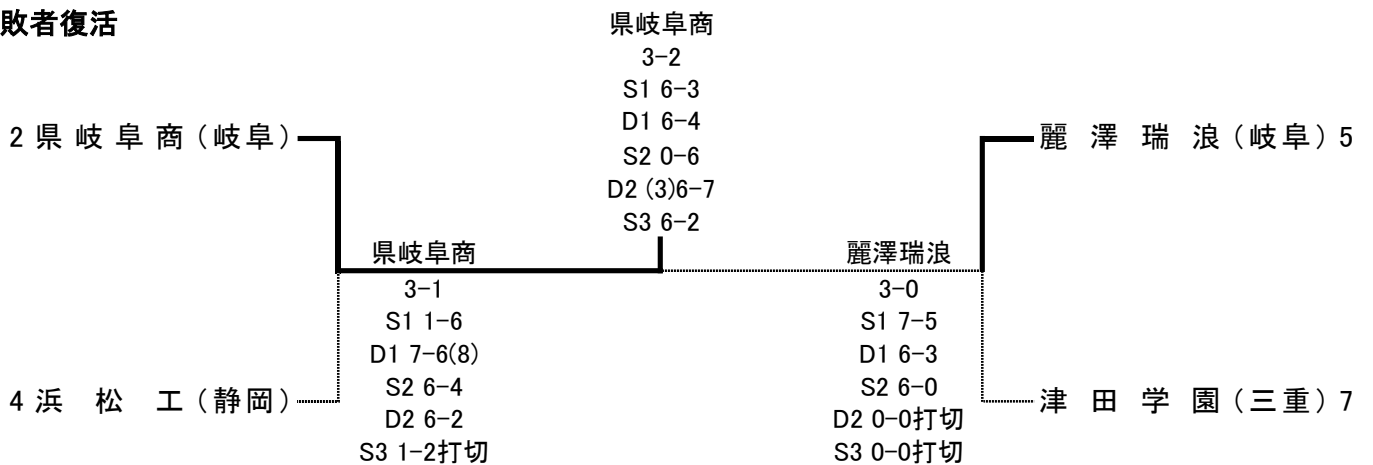 敗者復活
県岐阜商
3-2
S1 6-3
D1 6-4
S2 0-6
D2 (3)6-7
S3 6-2
2 県 岐 阜 商 (岐阜)
麗 澤 瑞 浪 (岐阜) 5
県岐阜商
3-1
S1 1-6
D1 7-6(8)
S2 6-4
D2 6-2
S3 1-2打切
麗澤瑞浪
3-0
S1 7-5
D1 6-3
S2 6-0
D2 0-0打切
S3 0-0打切
4 浜 松 工 (静岡)
津 田 学 園 (三重) 7